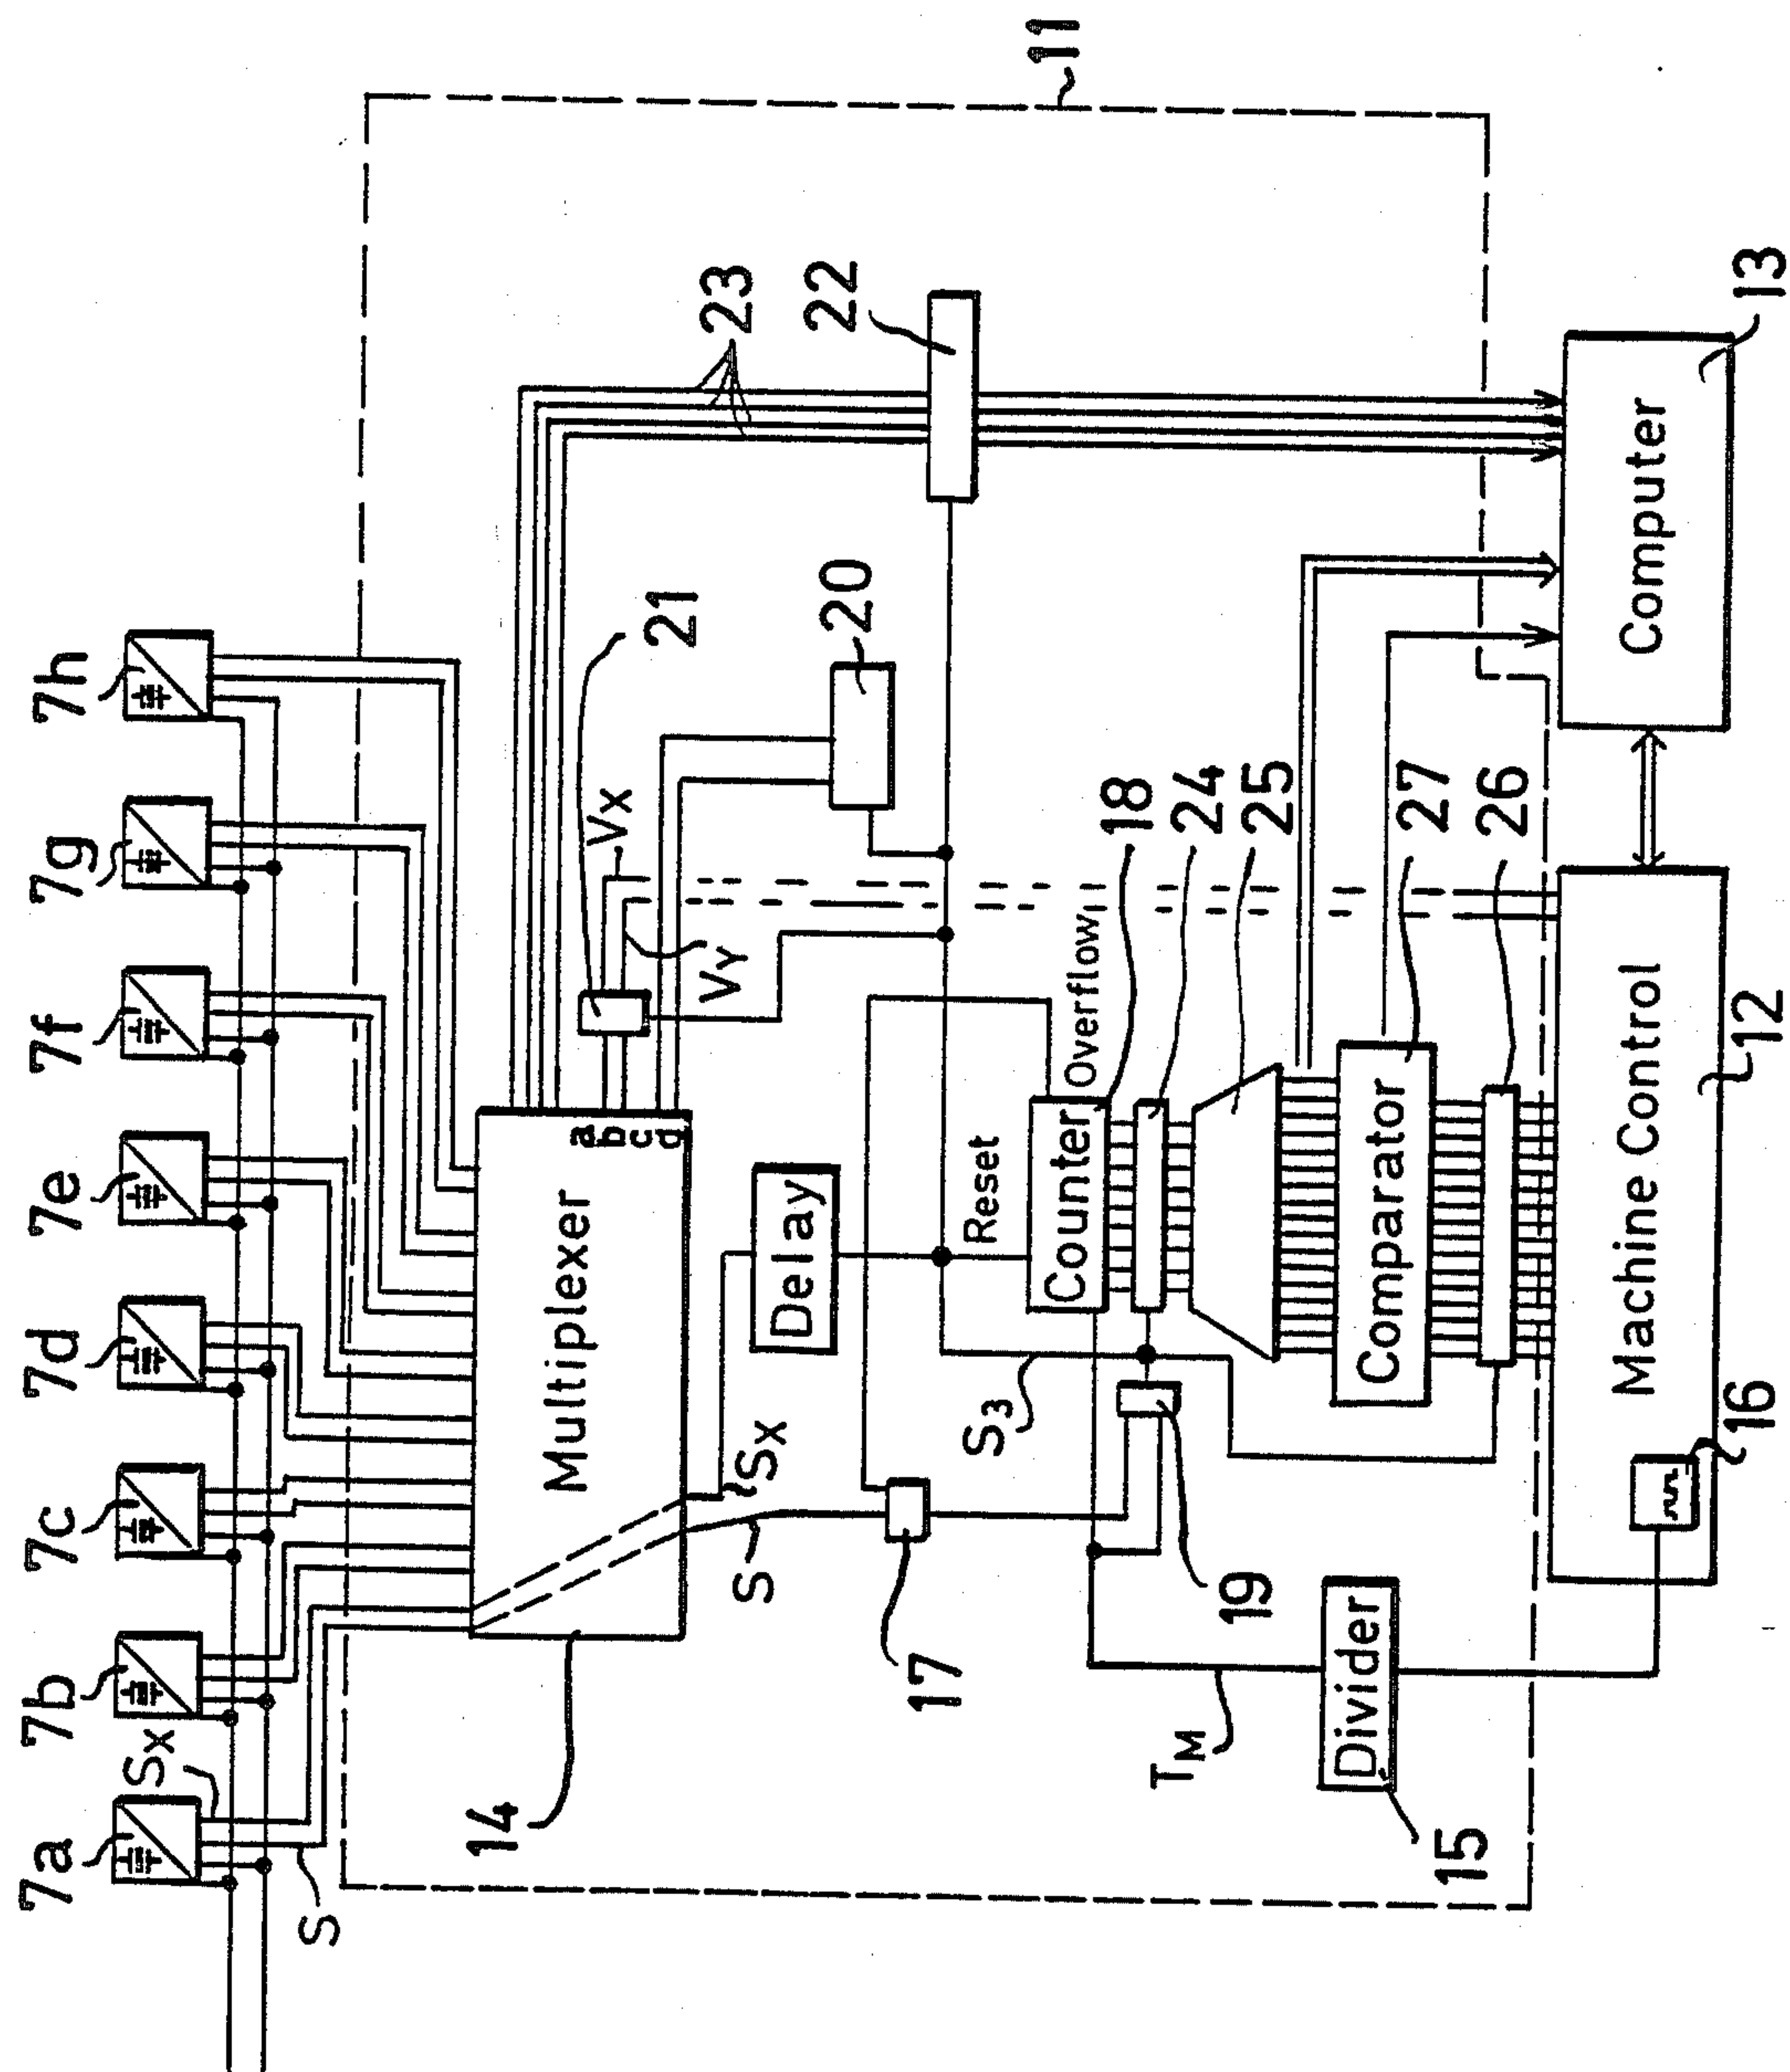 7a
7b
7c
7d
7e
7f
7g
7h
S
Sx
11
14
Multiplexer
a
b
c
d
21
Vx
VY
23
22
20
S
Sx
Delay
17
Reset
Overflow
Counter
18
S3
19
24
25
TM
Divider
15
Comparator
27
26
16
Machine Control
12
Computer
13